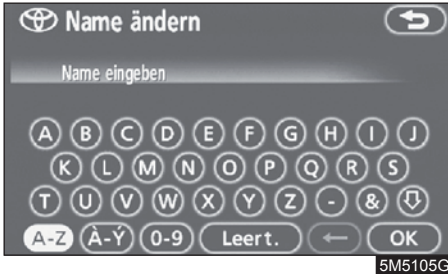 Name ändern
Name eingeben
A B C D E F G H I J
K L M N O P Q R S
T U V W X Y Z - &
A-Z À-Ý 0-9 Leert. ← OK
5M5105G